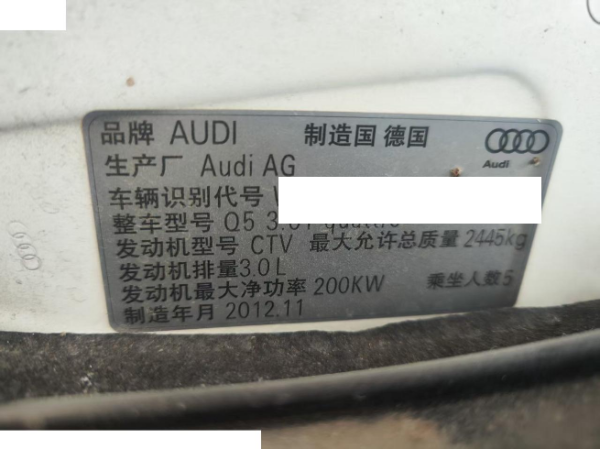 品牌 AUDI 制造国 德国
Audi
生产厂 Audi AG
车辆识别代号
整车型号 Q5
发动机型号 CTV 最大允许总质量 2445kg
发动机排量3.0L
发动机最大净功率 200KW 乘坐人数5
制造年月 2012.11